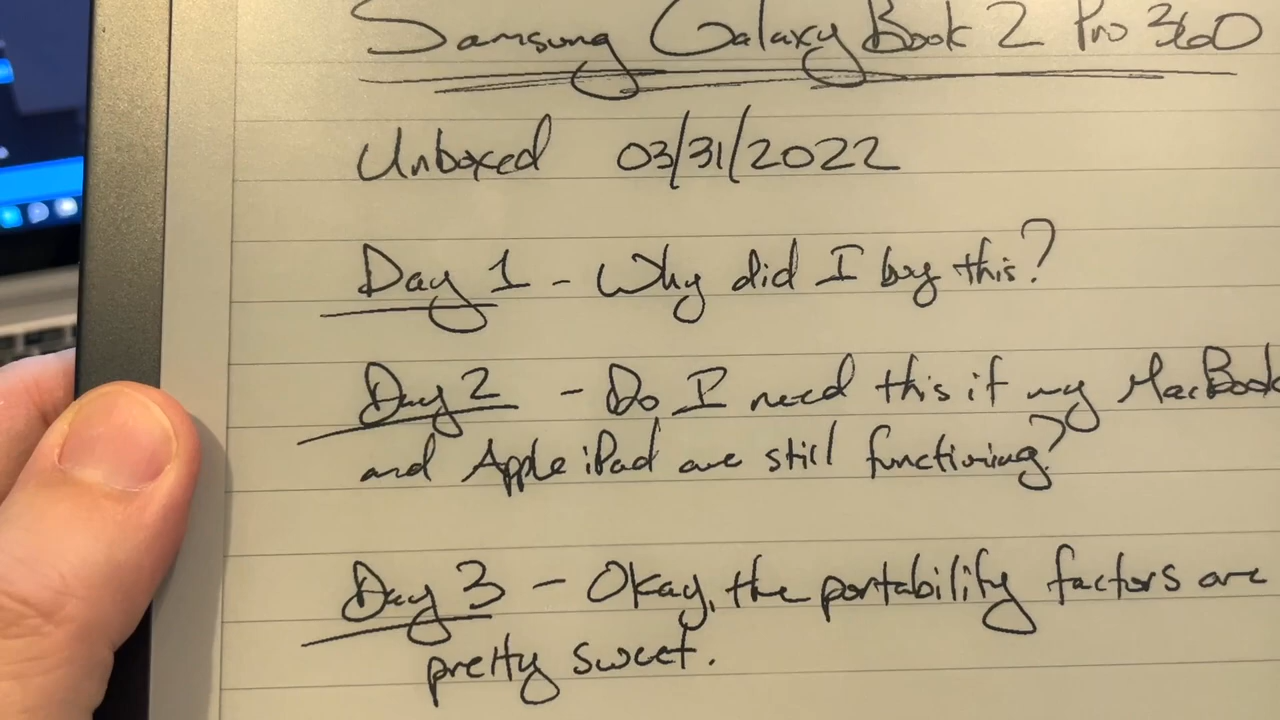 Samsung Galaxy Book 2 Pro 360
Unboxed 03/31/2022
Day 1 - Why did I buy this?
Day 2 - Do I need this if my MacBook
and Apple iPad are still functioning?
Day 3 - Okay, the portability factors are
pretty sweet.